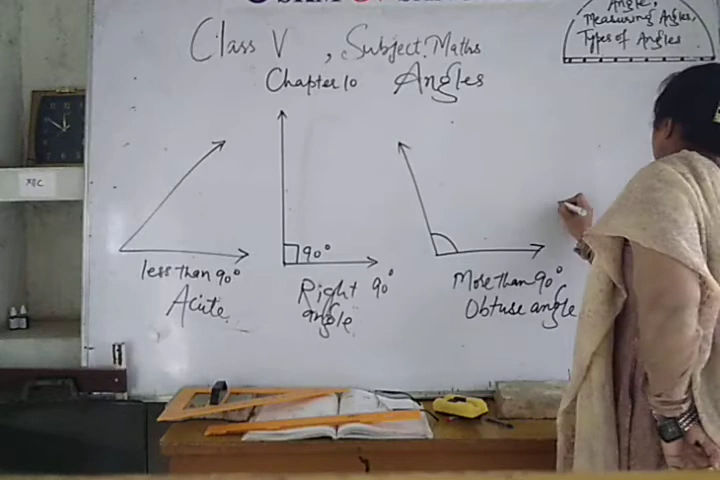 Angle,
Measuring Angles,
Types of Angles
Class V , Subject. Maths
Chapter 10 Angles
90°
less than 90°
Acute
Right 90°
angle
More than 90°
Obtuse angle